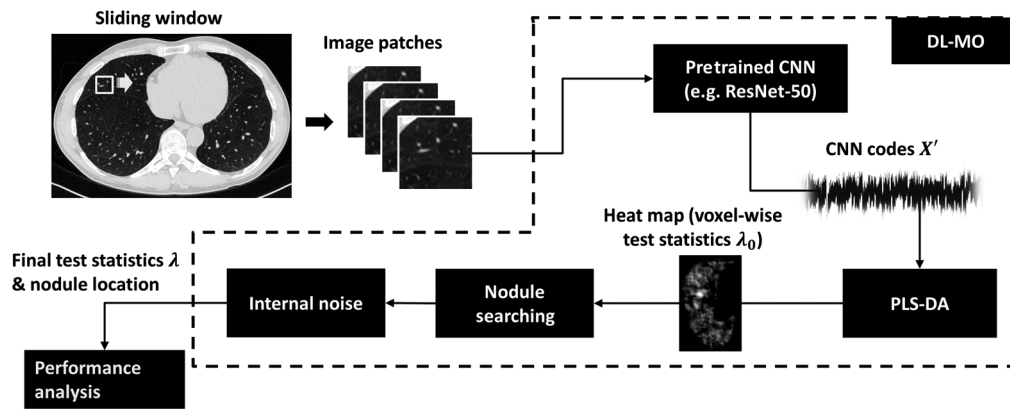 Sliding window
Image patches
DL-MO
Pretrained CNN
(e.g. ResNet-50)
CNN codes X′
Heat map (voxel-wise
test statistics λ₀)
Final test statistics λ
& nodule location
Internal noise
Nodule
searching
PLS-DA
Performance
analysis